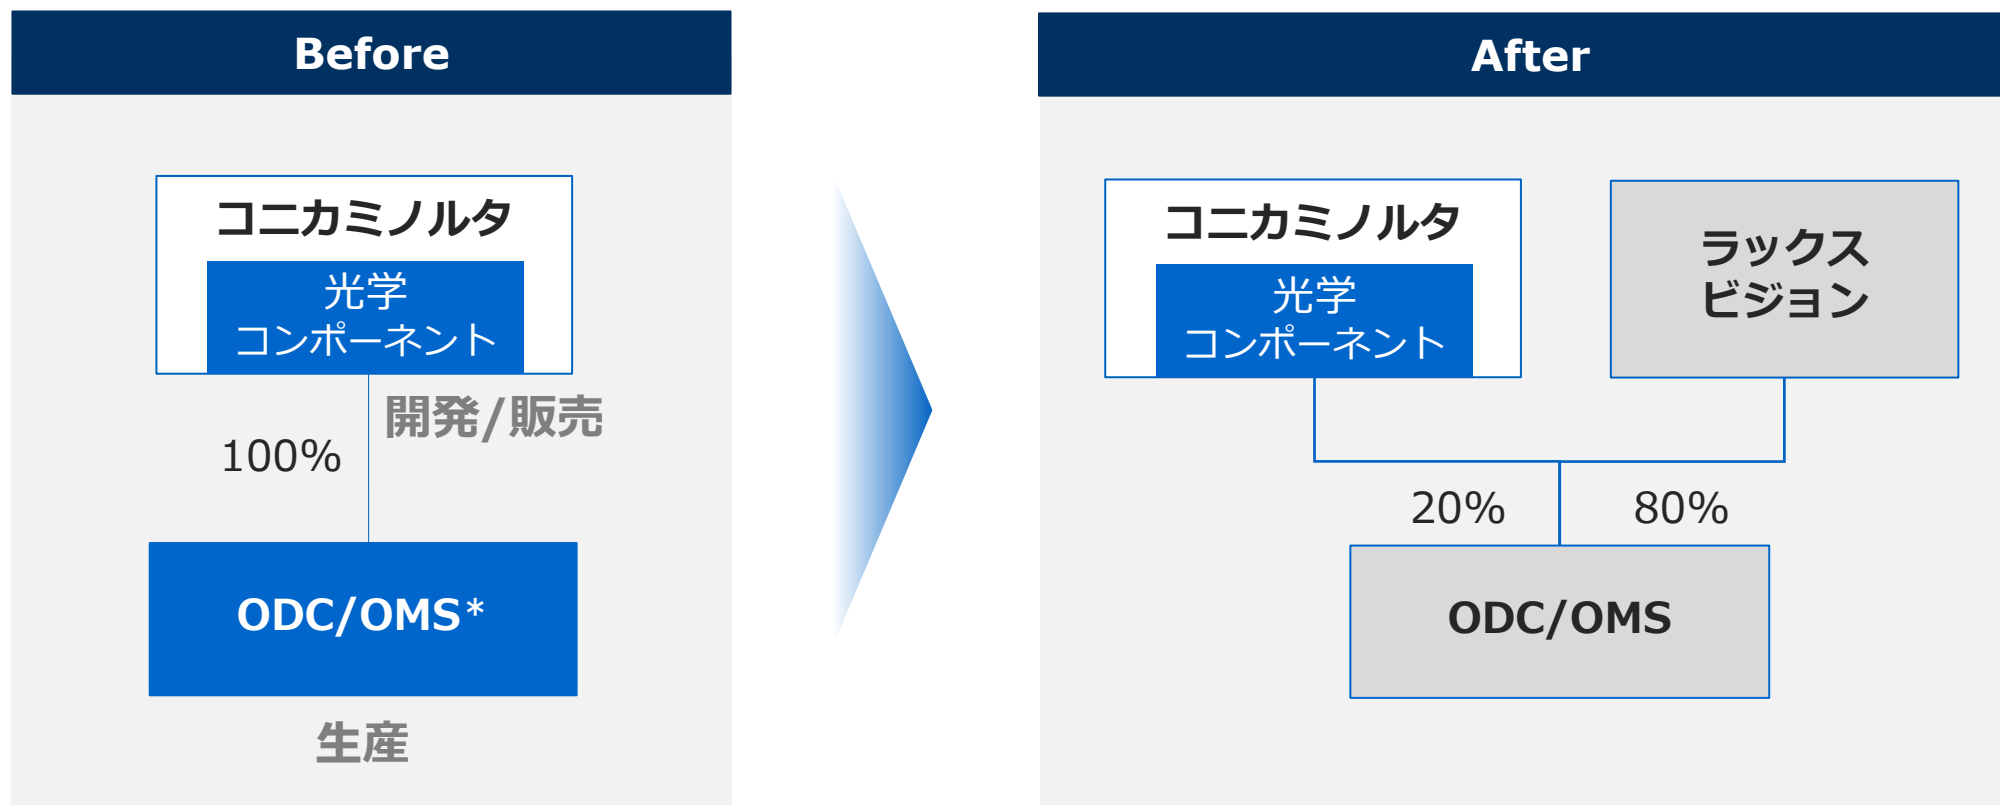 Before
コニカミノルタ
光学
コンポーネント
開発/販売
100%
ODC/OMS*
生産
After
コニカミノルタ
光学
コンポーネント
ラックス
ビジョン
20%
80%
ODC/OMS